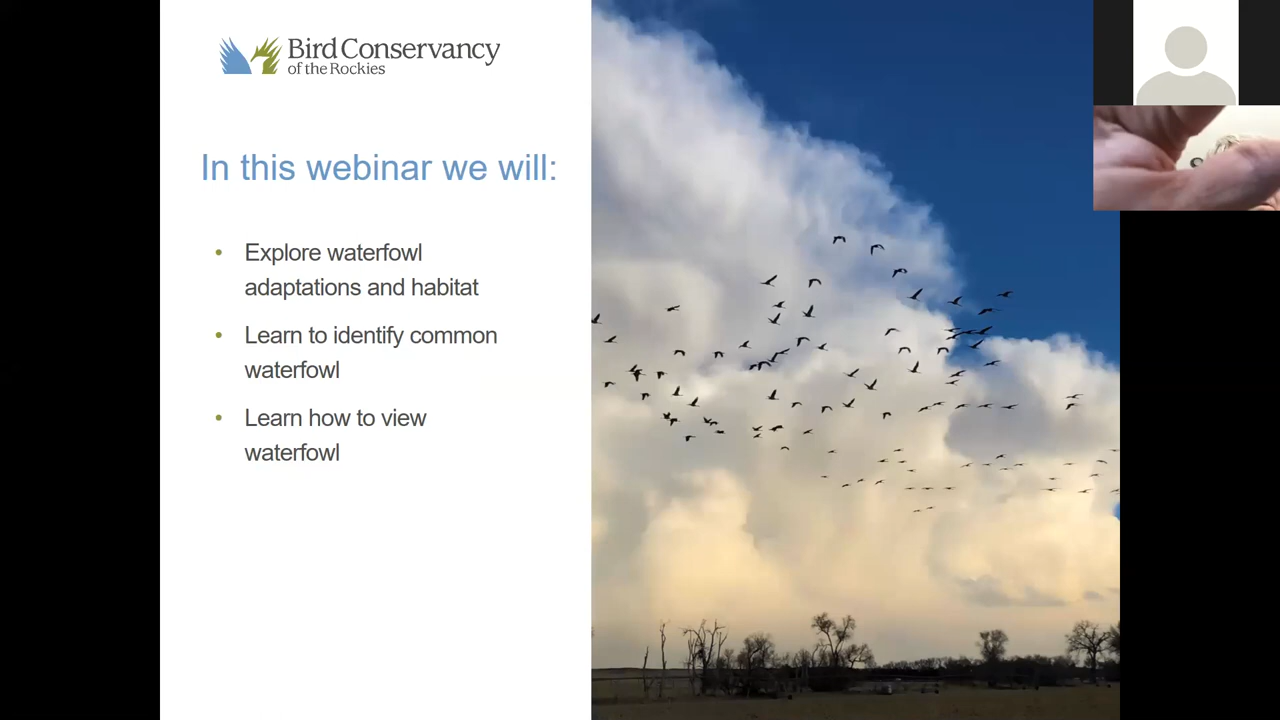 Bird Conservancy
of the Rockies
In this webinar we will:
• Explore waterfowl
adaptations and habitat
• Learn to identify common
waterfowl
• Learn how to view
waterfowl